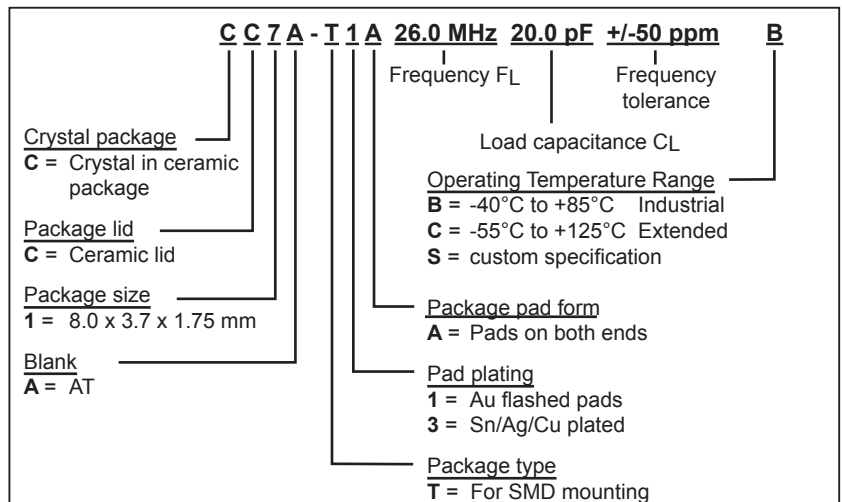 C C 7 A - T 1 A 26.0 MHz 20.0 pF +/-50 ppm B
Frequency FL
Frequency
tolerance
Load capacitance CL
Crystal package
C = Crystal in ceramic
package
Package lid
C = Ceramic lid
Package size
1 = 8.0 x 3.7 x 1.75 mm
Blank
A = AT
Operating Temperature Range
B = -40°C to +85°C Industrial
C = -55°C to +125°C Extended
S = custom specification
Package pad form
A = Pads on both ends
Pad plating
1 = Au flashed pads
3 = Sn/Ag/Cu plated
Package type
T = For SMD mounting